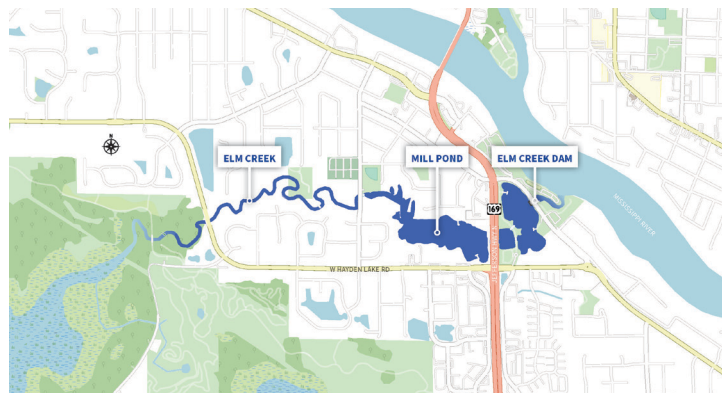 N
ELM CREEK
MILL POND
ELM CREEK DAM
169
MISSISSIPPI RIVER
W HAYDEN LAKE RD